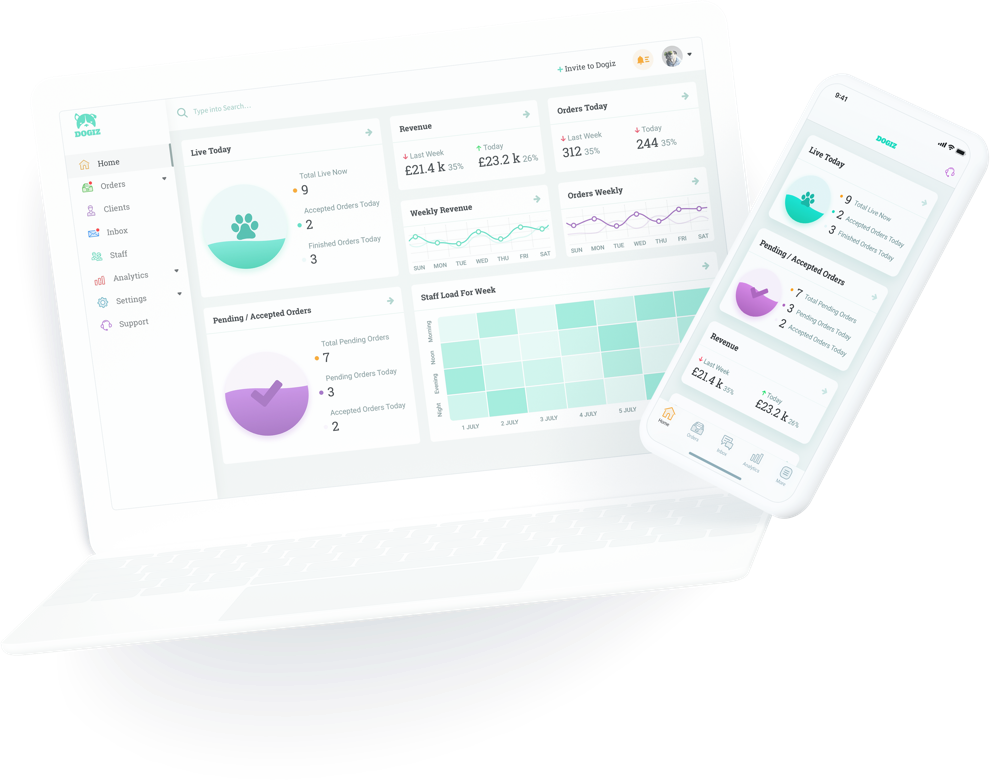 DOGIZ
Type into Search...
+ Invite to Dogiz
Home
Orders
Clients
Inbox
Staff
Analytics
Settings
Support
Live Today
Total Live Now
9
Accepted Orders Today
2
Finished Orders Today
3
Revenue
Last Week
£21.4 k 35%
Today
£23.2 k 26%
Orders Today
Last Week
312 35%
Today
244 35%
Weekly Revenue
SUN MON TUE WED THU FRI SAT
Orders Weekly
SUN MON TUE WED THU FRI SAT
Pending / Accepted Orders
Total Pending Orders
7
Pending Orders Today
3
Accepted Orders Today
2
Staff Load For Week
Morning
Noon
Evening
Night
1 JULY 2 JULY 3 JULY 4 JULY 5 JULY
9:41
DOGIZ
Live Today
9 Total Live Now
2 Accepted Orders Today
3 Finished Orders Today
Pending / Accepted Orders
7 Total Pending Orders
3 Pending Orders Today
2 Accepted Orders Today
Revenue
Last Week
£21.4 k 35%
Today
£23.2 k 26%
Home
Orders
Inbox
Analytics
More